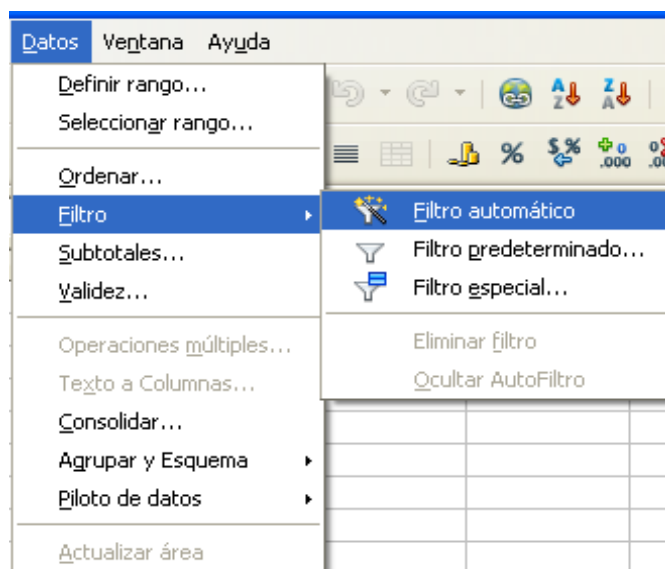 Datos Ventana Ayuda
Definir rango...
Seleccionar rango...
Ordenar...
Filtro
Subtotales...
Validez...
Operaciones múltiples...
Texto a Columnas...
Consolidar...
Agrupar y Esquema
Piloto de datos
Actualizar área
Filtro automático
Filtro predeterminado...
Filtro especial...
Eliminar filtro
Ocultar AutoFiltro